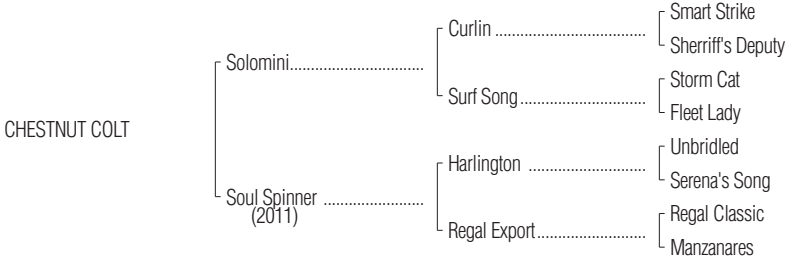 Smart Strike
Curlin ................................
Sherriff's Deputy
Solomini.............................
Storm Cat
Surf Song..........................
Fleet Lady
CHESTNUT COLT
Unbridled
Harlington .........................
Serena's Song
Soul Spinner ......................
(2011)
Regal Classic
Regal Export.......................
Manzanares